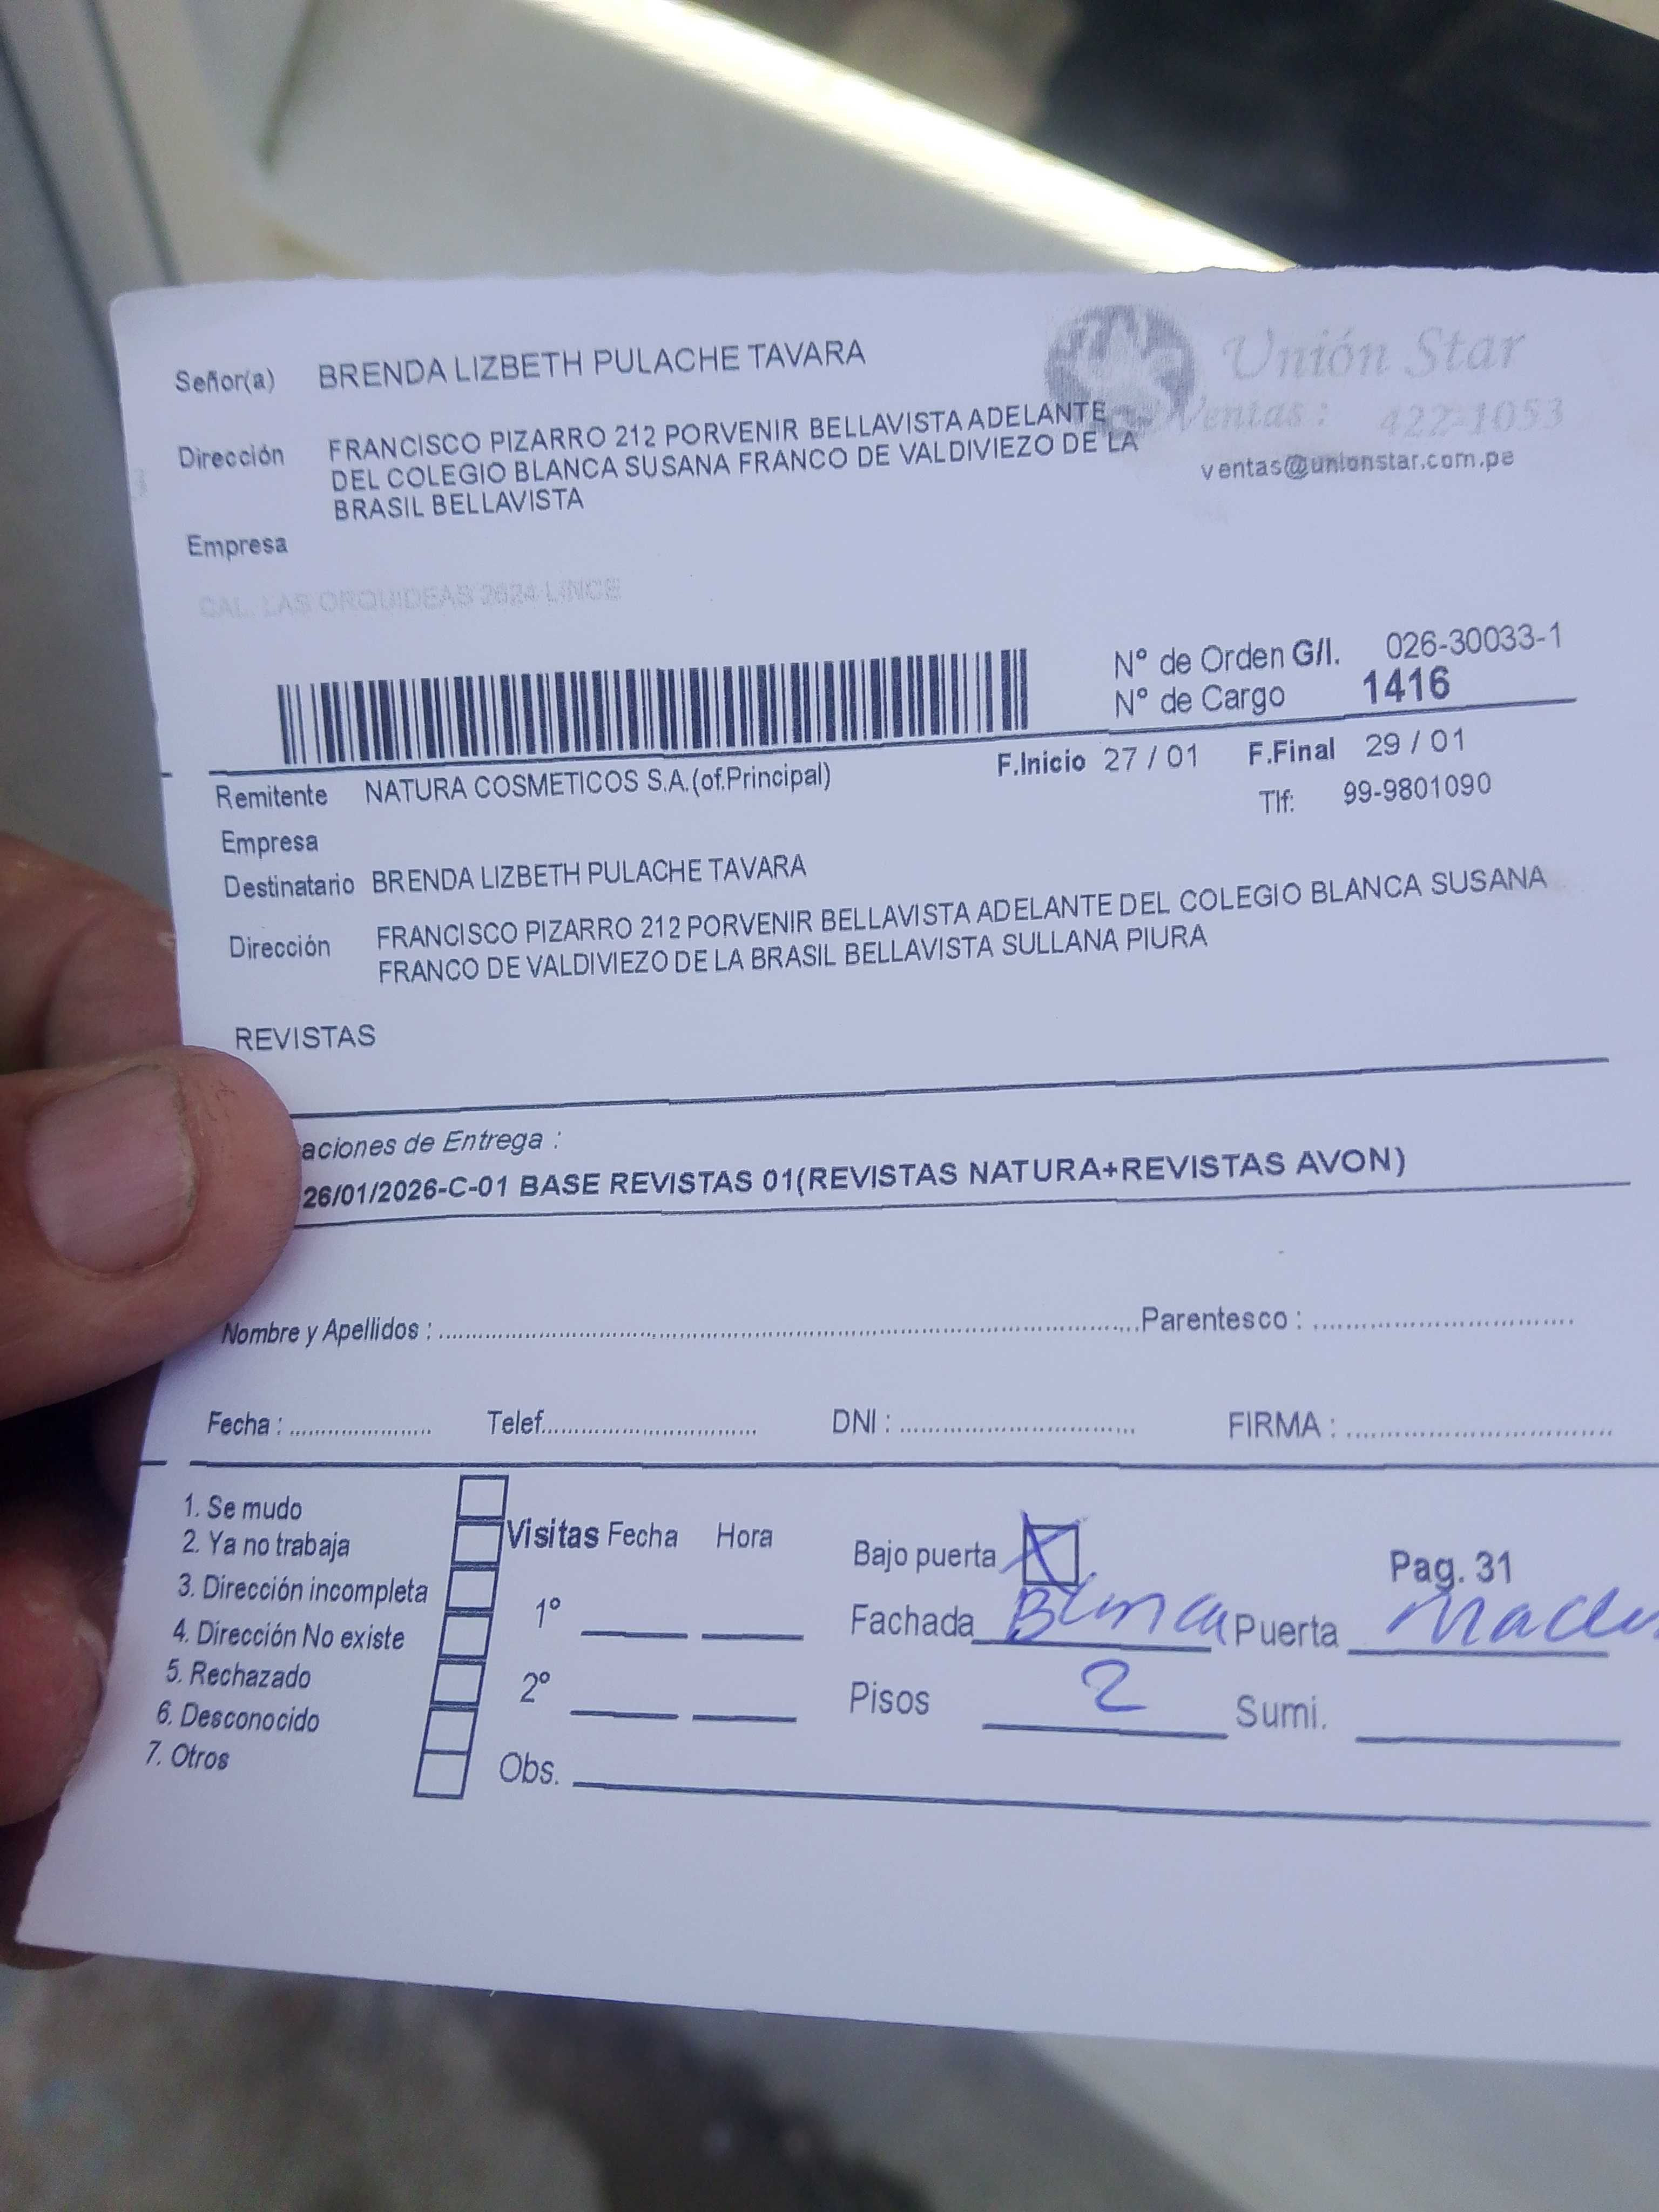 Señor(a) BRENDA LIZBETH PULACHE TAVARA
Unión Star
Dirección FRANCISCO PIZARRO 212 PORVENIR BELLAVISTA ADELANTE
DEL COLEGIO BLANCA SUSANA FRANCO DE VALDIVIEZO DE LA
BRASIL BELLAVISTA
Ventas : 422-1053
ventas@unionstar.com.pe
Empresa
CAL. LAS ORQUIDEAS 2624 LINCE
Nº de Orden G/I. 026-30033-1
Nº de Cargo 1416
F.Inicio 27 / 01 F.Final 29 / 01
Remitente NATURA COSMETICOS S.A.(of.Principal)
Tlf: 99-9801090
Empresa
Destinatario BRENDA LIZBETH PULACHE TAVARA
Dirección FRANCISCO PIZARRO 212 PORVENIR BELLAVISTA ADELANTE DEL COLEGIO BLANCA SUSANA
FRANCO DE VALDIVIEZO DE LA BRASIL BELLAVISTA SULLANA PIURA
REVISTAS
aciones de Entrega :
26/01/2026-C-01 BASE REVISTAS 01(REVISTAS NATURA+REVISTAS AVON)
Nombre y Apellidos : Parentesco :
Fecha : Telef. DNI : FIRMA :
1. Se mudo
2. Ya no trabaja
3. Dirección incompleta
4. Dirección No existe
5. Rechazado
6. Desconocido
7. Otros
Visitas Fecha Hora
1º
2º
Obs.
Bajo puerta X
Pag. 31
Fachada Blanca Puerta
Pisos 2 Sumi.